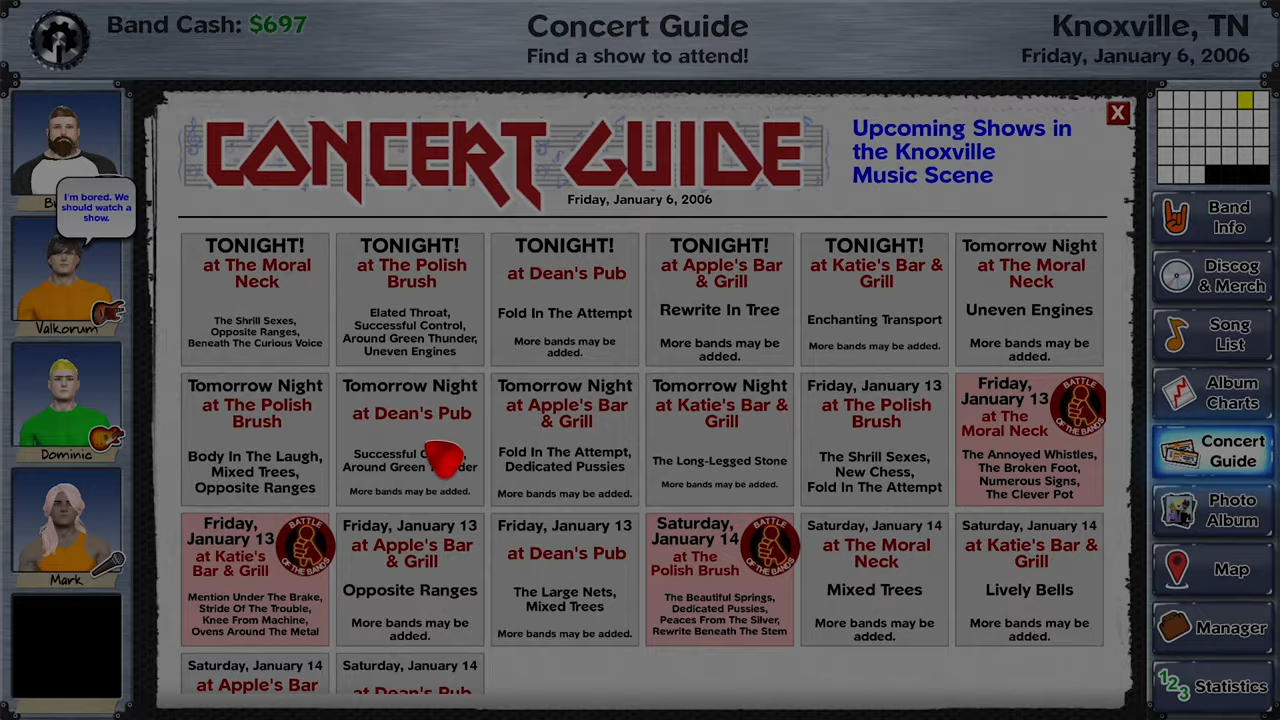 Band Cash: $697
Concert Guide
Find a show to attend!
Knoxville, TN
Friday, January 6, 2006
I'm bored. We
should watch a
show.
Valkorum
Dominic
Mark
CONCERT GUIDE
Friday, January 6, 2006
Upcoming Shows in
the Knoxville
Music Scene
X
TONIGHT!
at The Moral
Neck
The Shrill Sexes,
Opposite Ranges,
Beneath The Curious Voice
TONIGHT!
at The Polish
Brush
Elated Throat,
Successful Control,
Around Green Thunder,
Uneven Engines
TONIGHT!
at Dean's Pub
Fold In The Attempt
More bands may be
added.
TONIGHT!
at Apple's Bar
& Grill
Rewrite In Tree
More bands may be
added.
TONIGHT!
at Katie's Bar &
Grill
Enchanting Transport
More bands may be added.
Tomorrow Night
at The Moral
Neck
Uneven Engines
More bands may be
added.
Tomorrow Night
at The Polish
Brush
Body In The Laugh,
Mixed Trees,
Opposite Ranges
Tomorrow Night
at Dean's Pub
Successful
Around Green
More bands may be added.
Tomorrow Night
at Apple's Bar
& Grill
Fold In The Attempt,
Dedicated Pussies
More bands may be added.
Tomorrow Night
at Katie's Bar &
Grill
The Long-Legged Stone
More bands may be added.
Friday, January 13
at The Polish
Brush
The Shrill Sexes,
New Chess,
Fold In The Attempt
Friday,
January 13
at The
Moral Neck
BATTLE
OF THE BANDS
The Annoyed Whistles,
The Broken Foot,
Numerous Signs,
The Clever Pot
Friday,
January 13
at Katie's
Bar & Grill
BATTLE
OF THE BANDS
Mention Under The Brake,
Stride Of The Trouble,
Knee From Machine,
Ovens Around The Metal
Friday, January 13
at Apple's Bar
& Grill
Opposite Ranges
More bands may be
added.
Friday, January 13
at Dean's Pub
The Large Nets,
Mixed Trees
More bands may be added.
Saturday,
January 14
at The
Polish Brush
BATTLE
OF THE BANDS
The Beautiful Springs,
Dedicated Pussies,
Peaces From The Silver,
Rewrite Beneath The Stem
Saturday, January 14
at The Moral
Neck
Mixed Trees
More bands may be
added.
Saturday, January 14
at Katie's Bar &
Grill
Lively Bells
More bands may be
added.
Saturday, January 14
at Apple's Bar
Saturday, January 14
at Dean's Pub
Band
Info
Discog
& Merch
Song
List
Album
Charts
Concert
Guide
Photo
Album
Map
Manager
123
Statistics